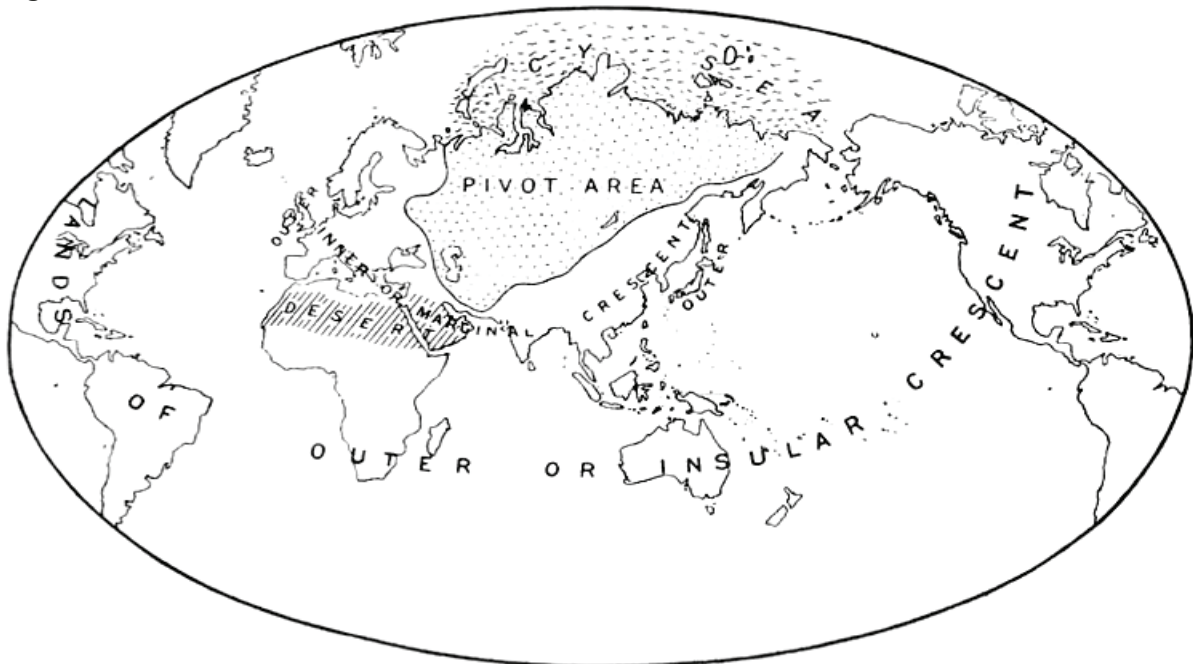 ICY SEA
PIVOT AREA
OUTER
INNER OR MARGINAL CRESCENT
OUTER
DESERT
LANDS OF OUTER OR INSULAR CRESCENT